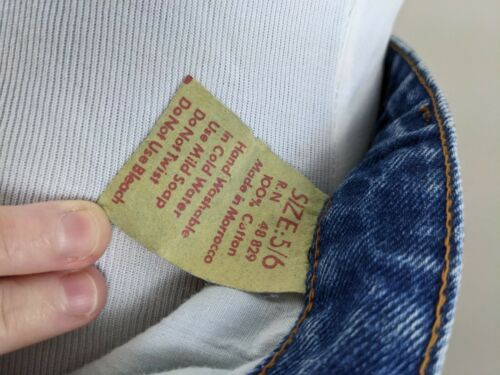 SIZE: 5/6
R.N 48829
100% Cotton
Made in Morrocco
Hand Washable
in Cold Water
Use Mild Soap
Do Not Twist
Do Not Use Bleach